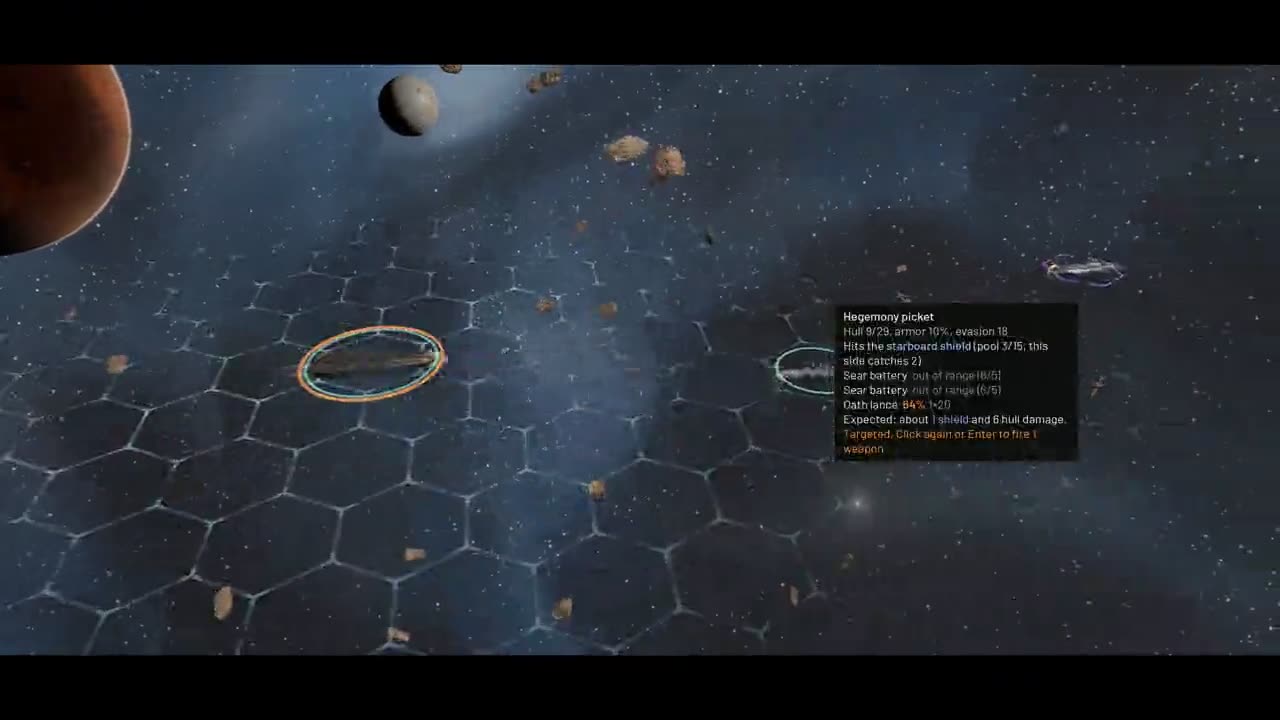 Hegemony picket
Hull 9/29, armor 10%, evasion 18
Hits the starboard shield (pool 3/15; this
side catches 2)
Sear battery out of range (6/5)
Sear battery out of range (6/5)
Oath lance 64% 1-20
Expected: about 1 shield and 6 hull damage.
Targeted. Click again or Enter to fire 1
weapon